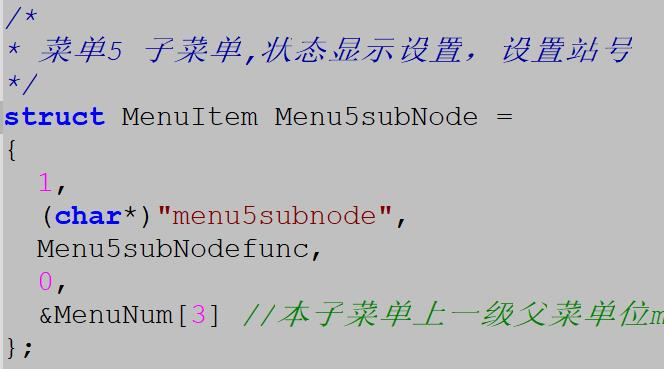 /*
* 菜单5 子菜单,状态显示设置，设置站号
*/
struct MenuItem Menu5subNode =
{
1,
(char*)"menu5subnode",
Menu5subNodefunc,
0,
&MenuNum[3] //本子菜单上一级父菜单位m
};